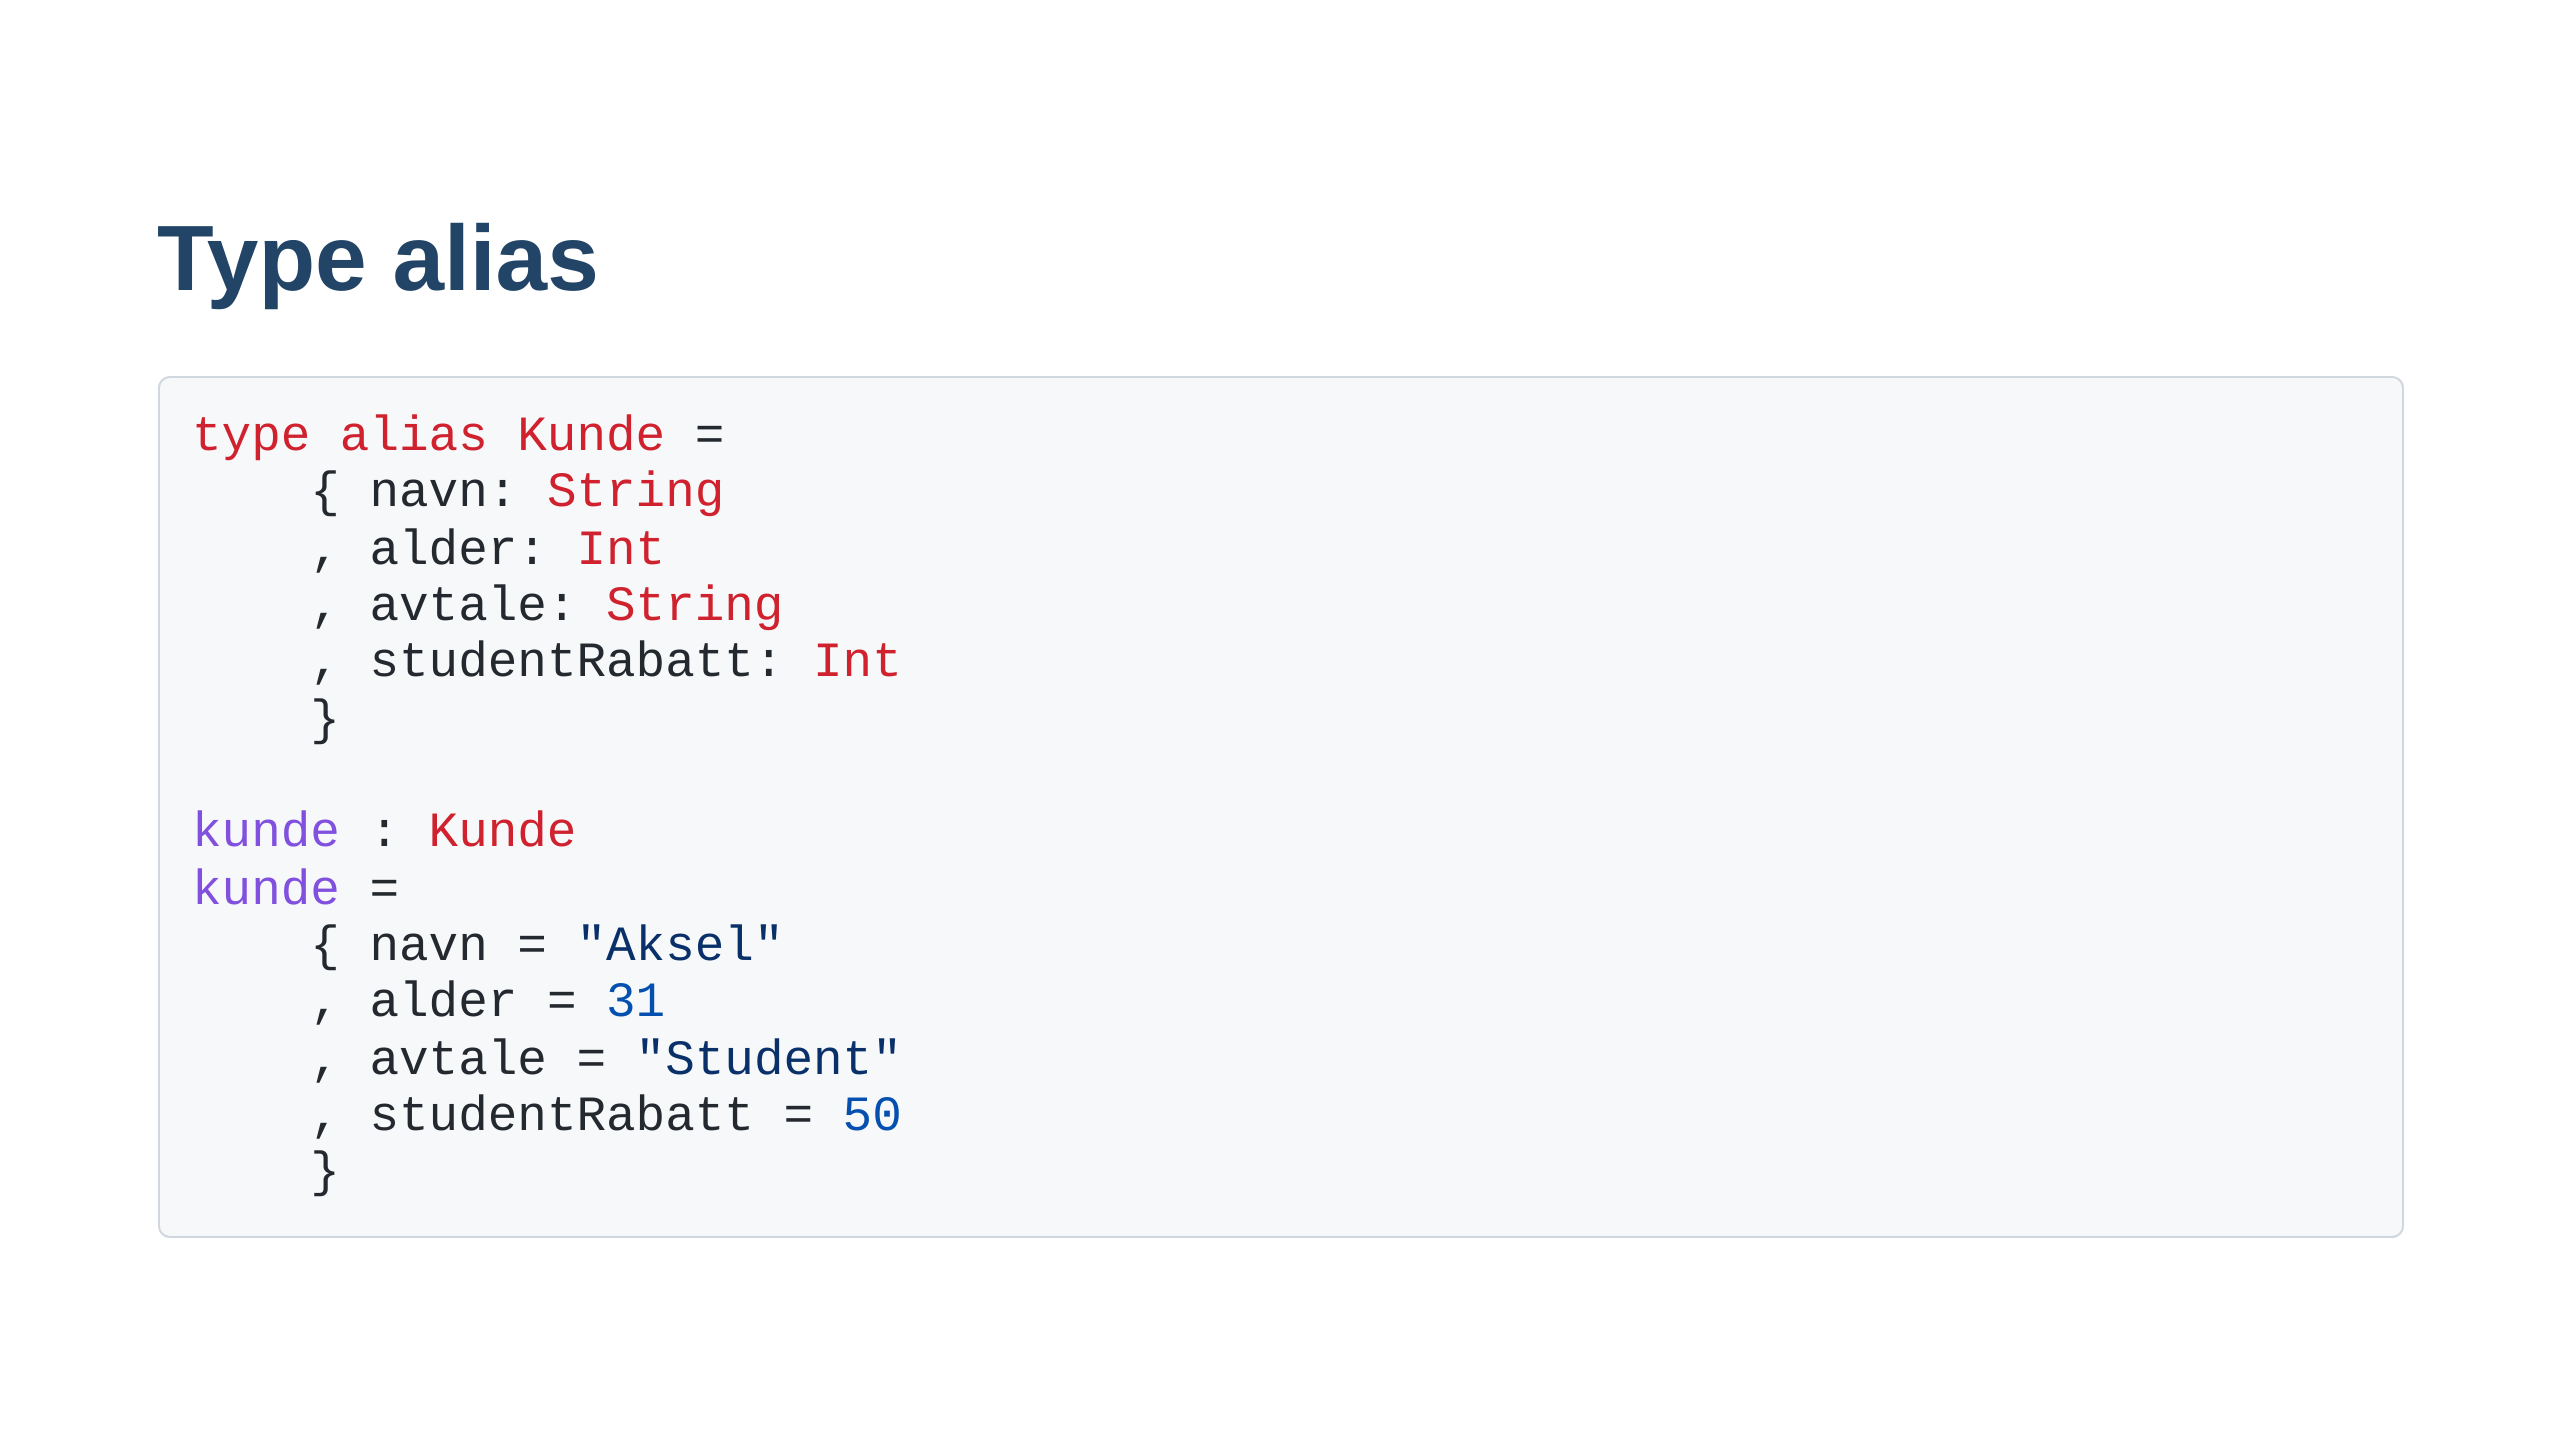 Type alias
type alias Kunde =
    { navn: String
    , alder: Int
    , avtale: String
    , studentRabatt: Int
    }
kunde : Kunde
kunde =
    { navn = "Aksel"
    , alder = 31
    , avtale = "Student"
    , studentRabatt = 50
    }